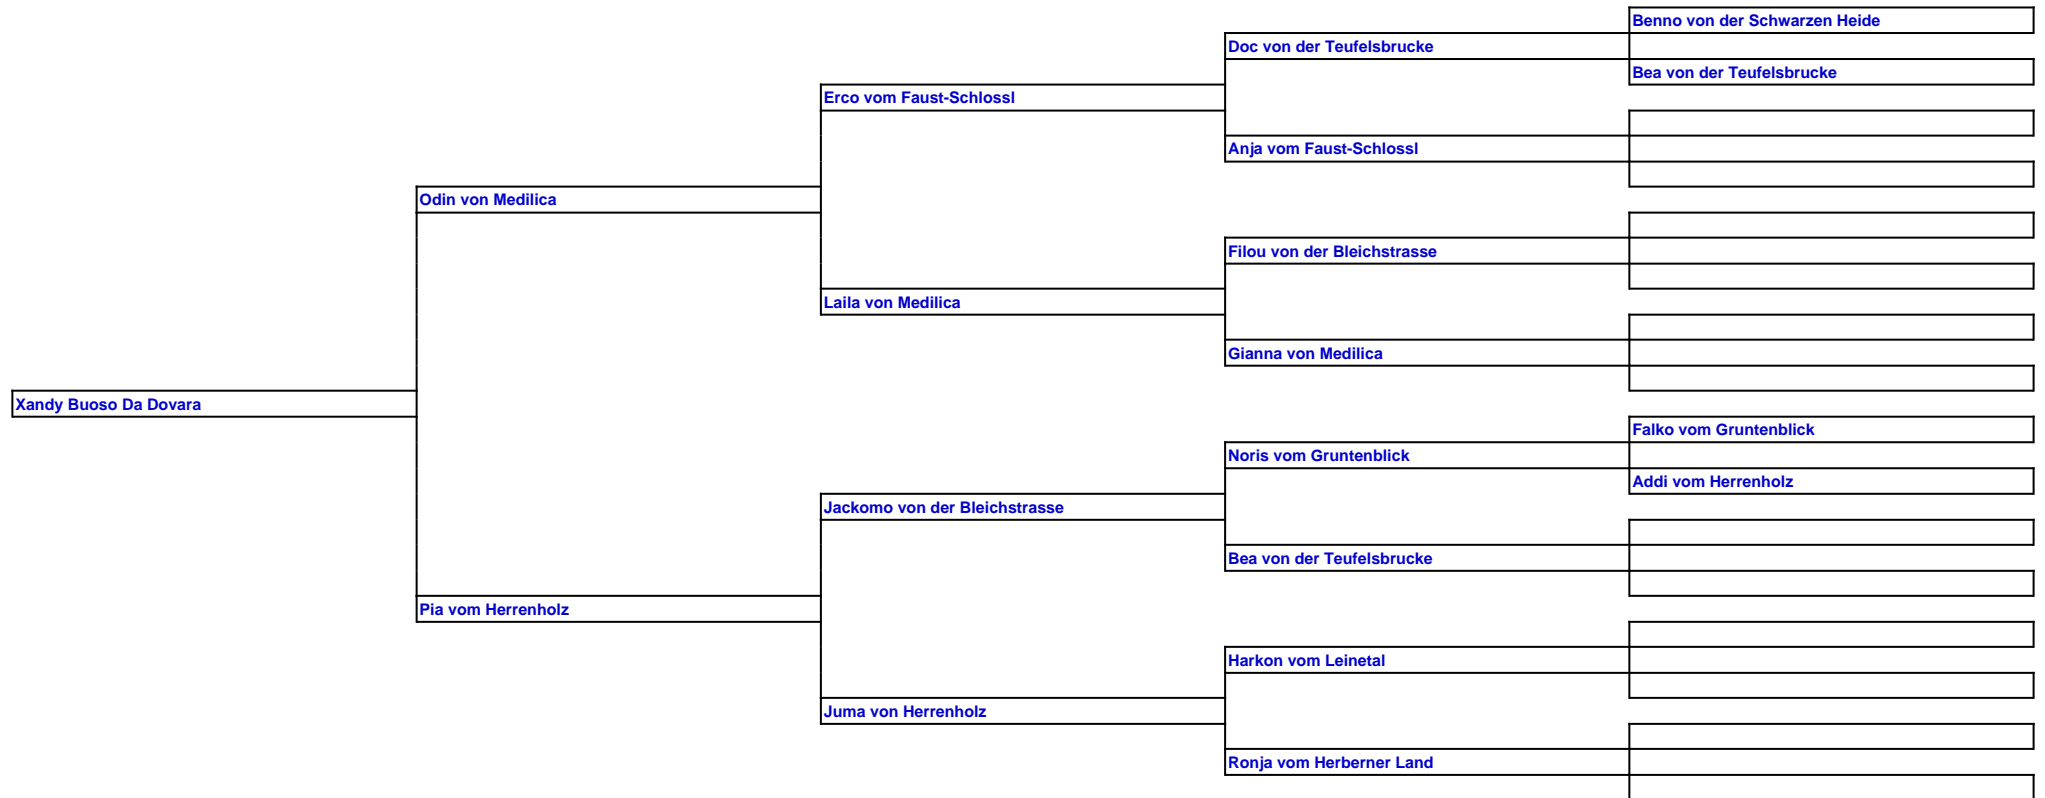 Benno von der Schwarzen Heide
Doc von der Teufelsbrucke
Bea von der Teufelsbrucke
Erco vom Faust-Schlossl
Anja vom Faust-Schlossl
Odin von Medilica
Filou von der Bleichstrasse
Laila von Medilica
Gianna von Medilica
Xandy Buoso Da Dovara
Falko vom Gruntenblick
Noris vom Gruntenblick
Addi vom Herrenholz
Jackomo von der Bleichstrasse
Bea von der Teufelsbrucke
Pia vom Herrenholz
Harkon vom Leinetal
Juma von Herrenholz
Ronja vom Herberner Land